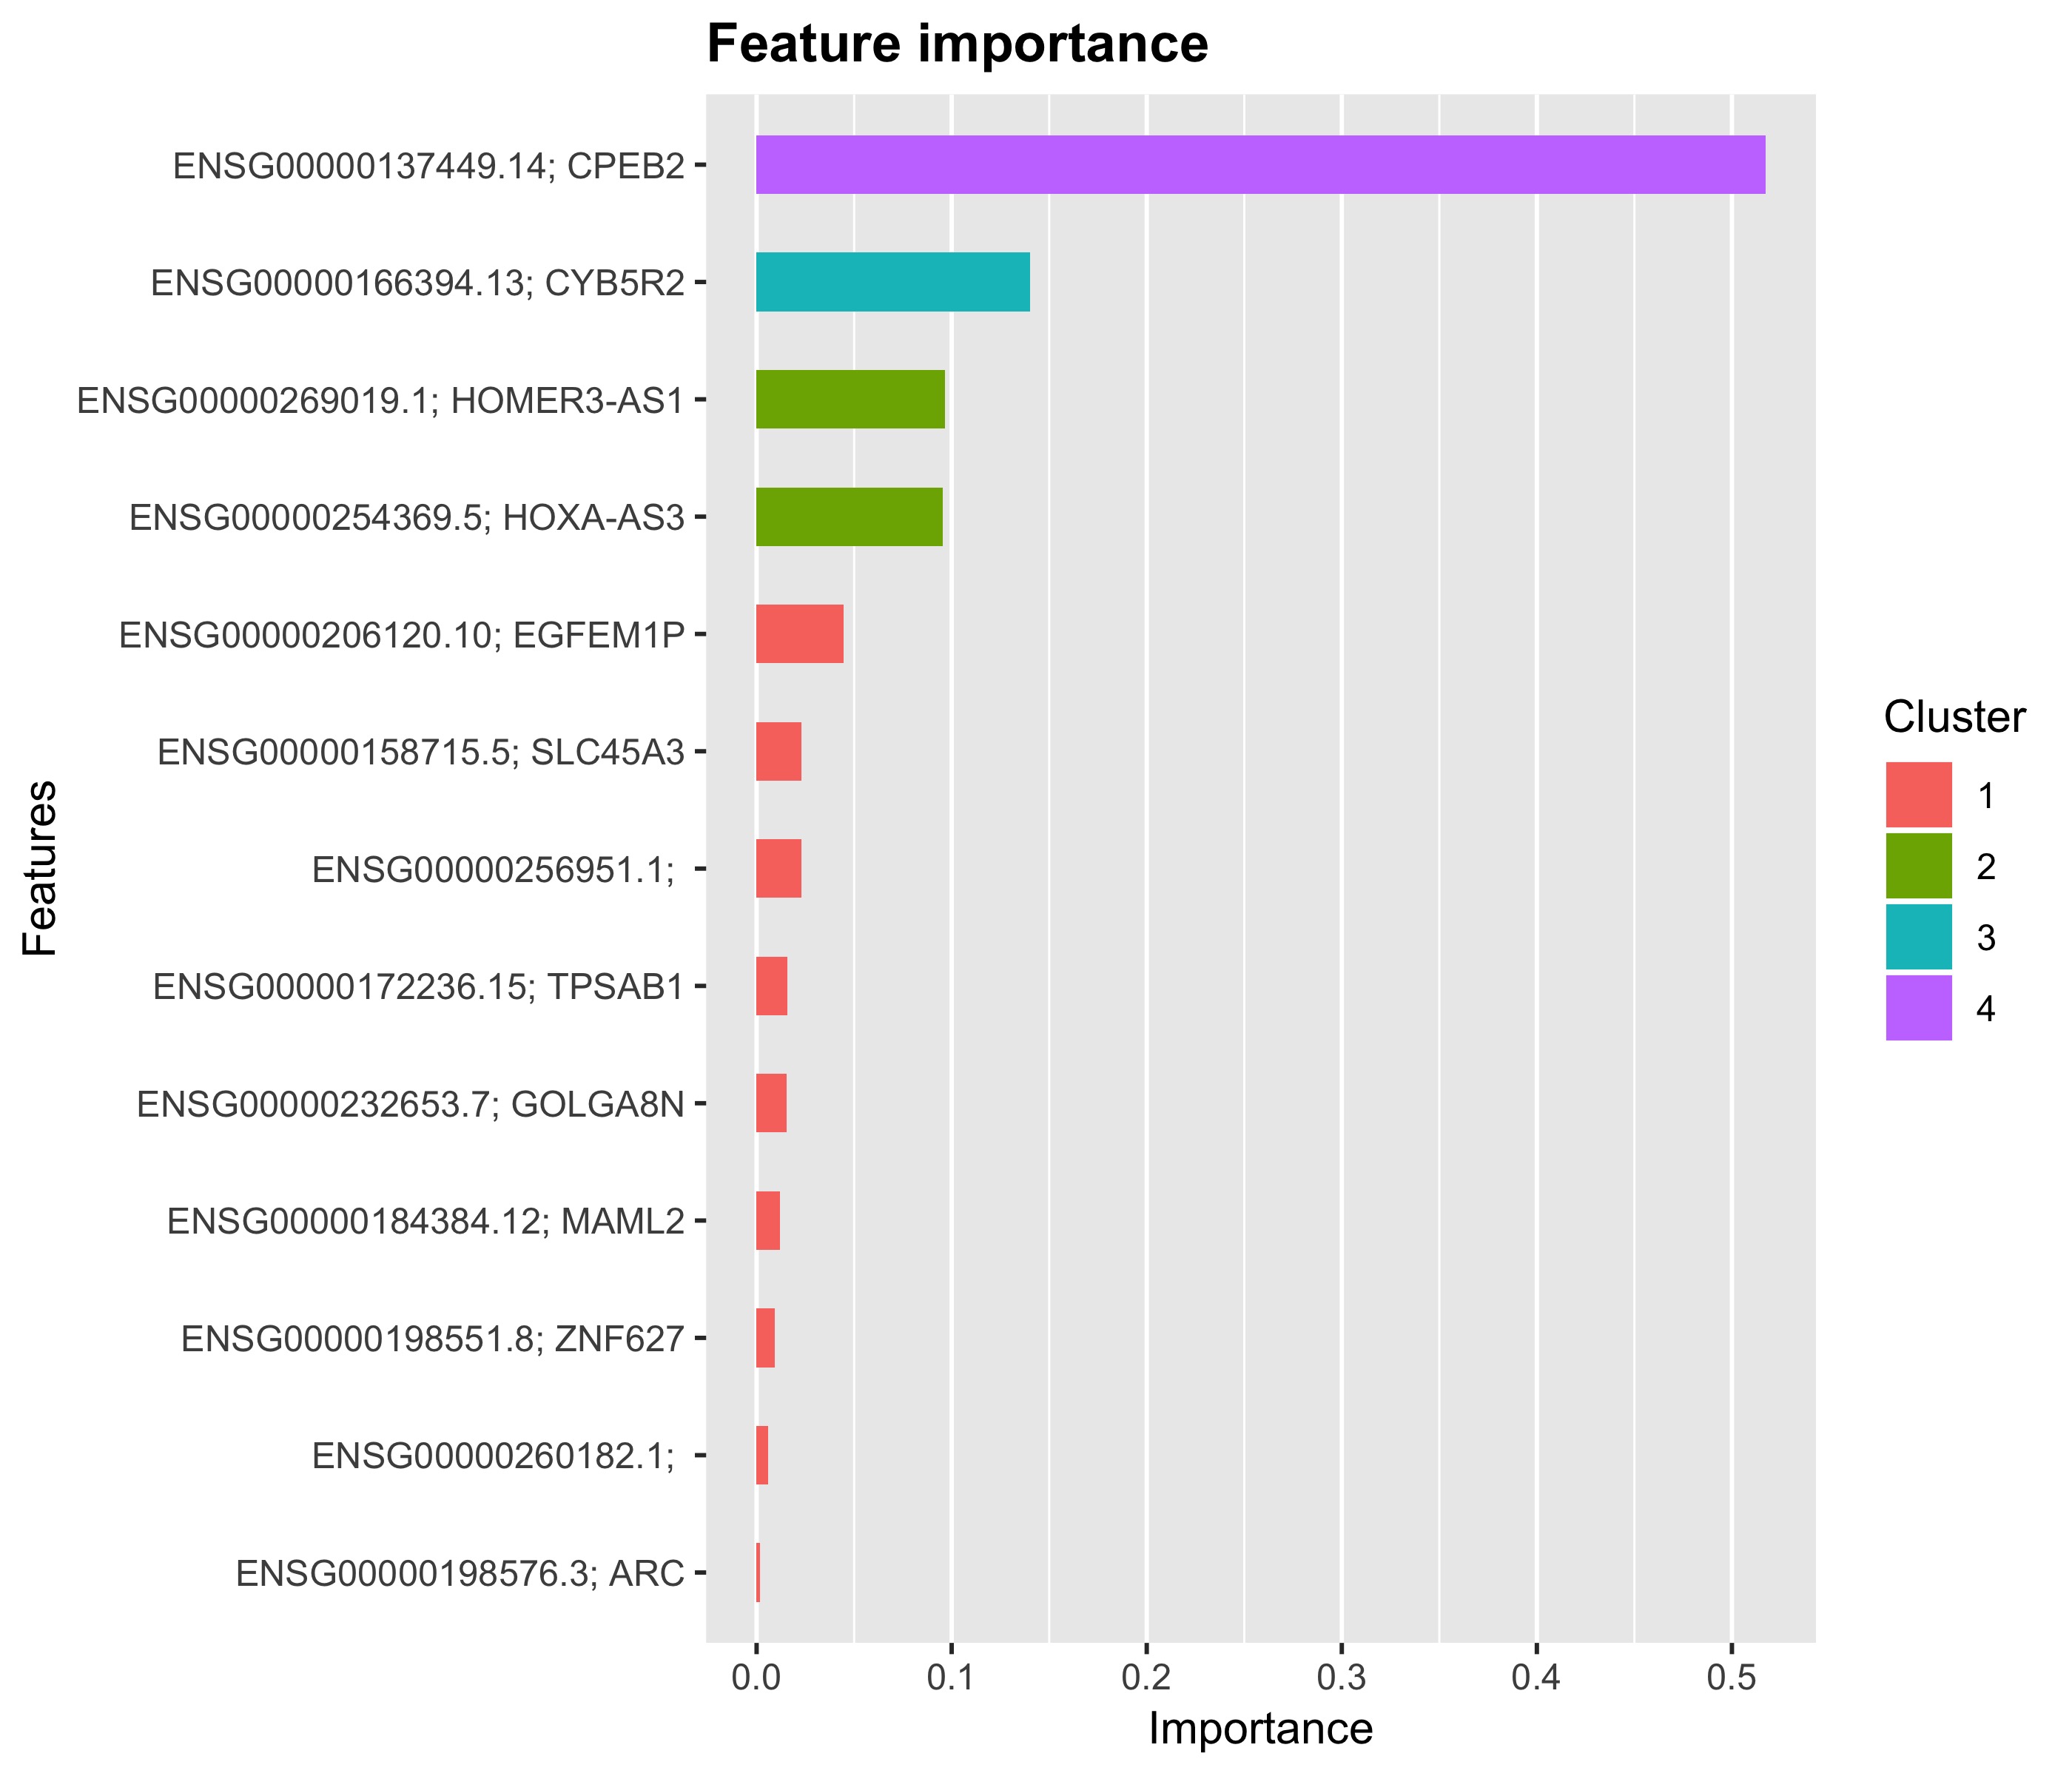 Feature importance
ENSG00000137449.14; CPEB2
ENSG00000166394.13; CYB5R2
ENSG00000269019.1; HOMER3-AS1
ENSG00000254369.5; HOXA-AS3
ENSG00000206120.10; EGFEM1P
ENSG00000158715.5; SLC45A3
ENSG00000256951.1;
ENSG00000172236.15; TPSAB1
ENSG00000232653.7; GOLGA8N
ENSG00000184384.12; MAML2
ENSG00000198551.8; ZNF627
ENSG00000260182.1;
ENSG00000198576.3; ARC
Features
0.0 0.1 0.2 0.3 0.4 0.5
Importance
Cluster
1
2
3
4